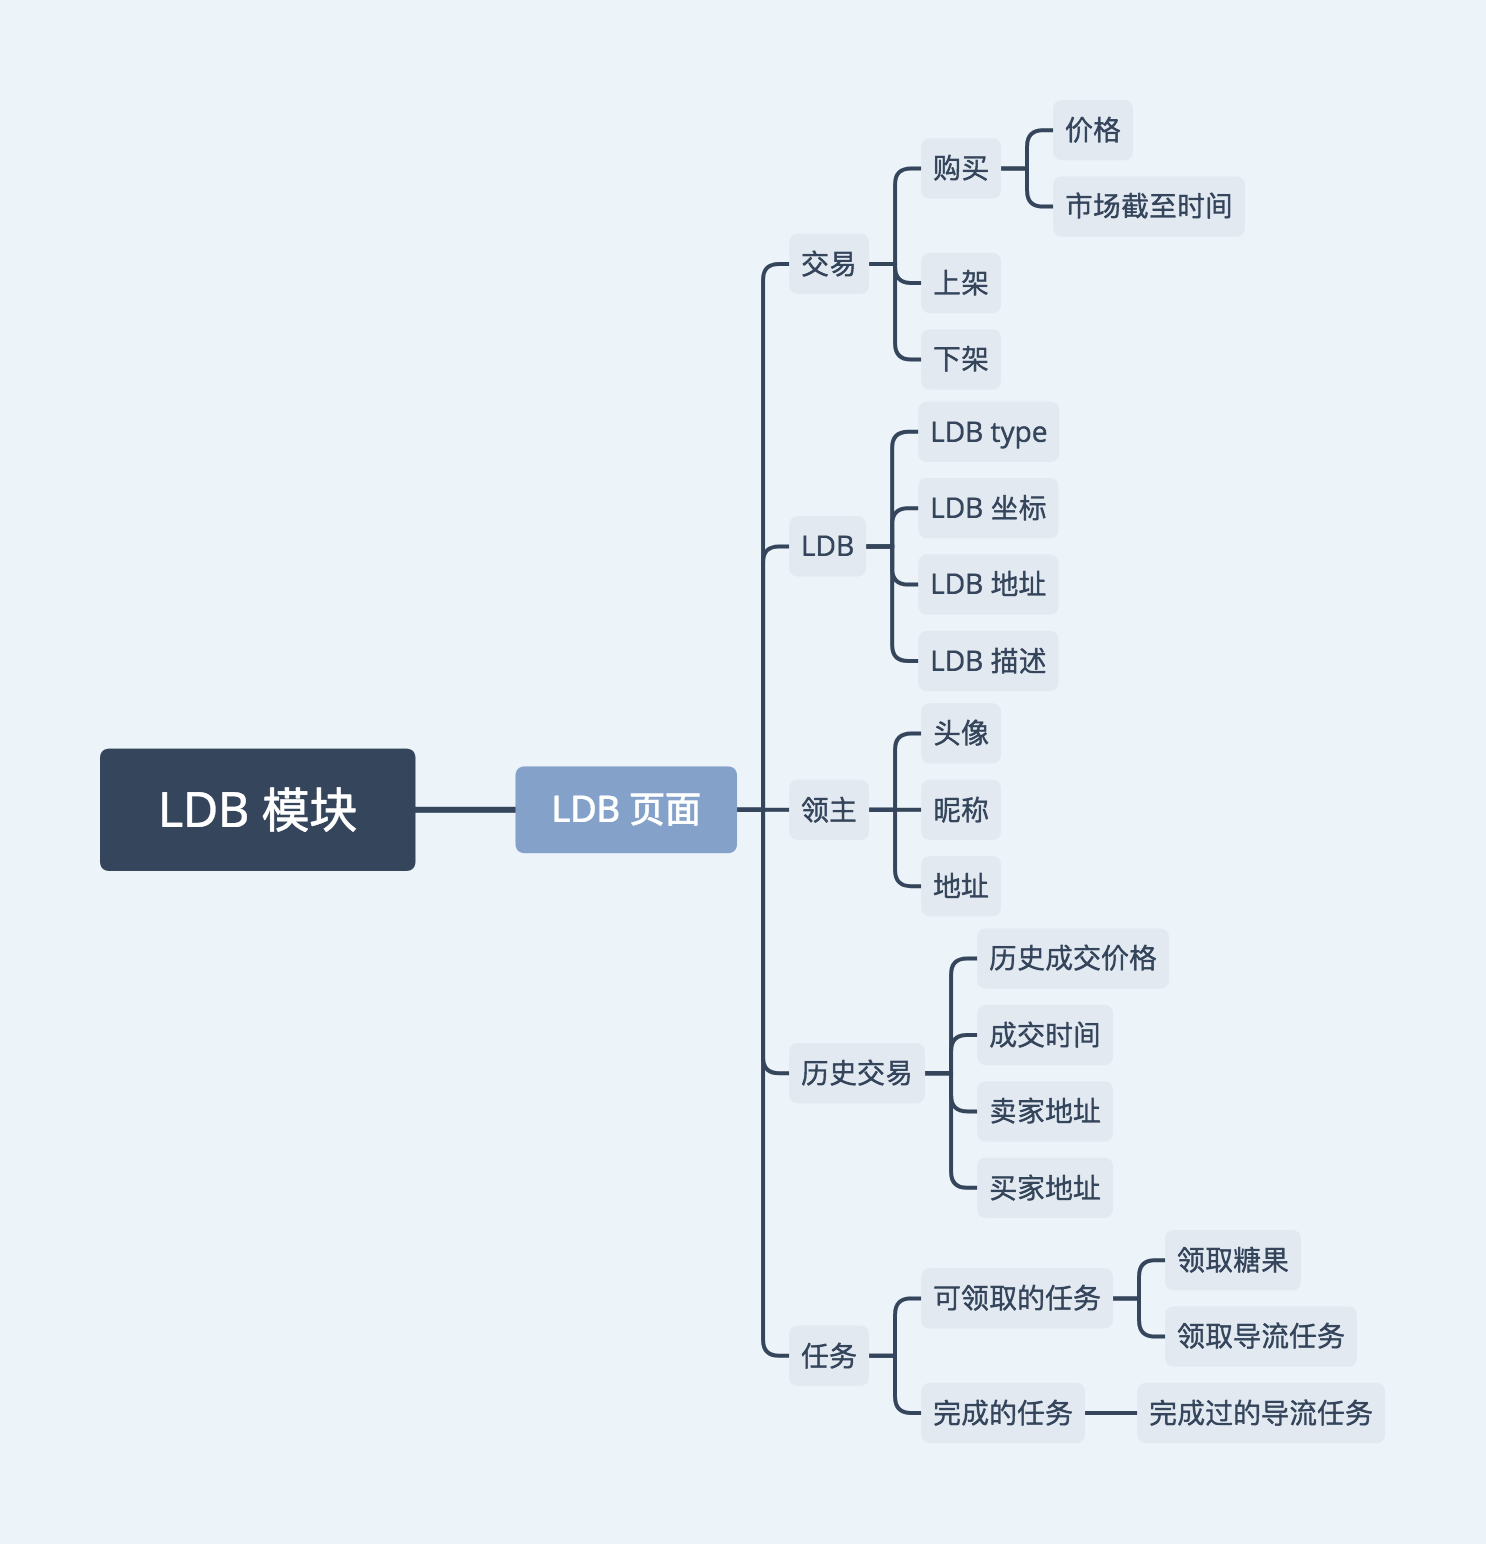 LDB 模块
LDB 页面
交易
购买
价格
市场截至时间
上架
下架
LDB
LDB type
LDB 坐标
LDB 地址
LDB 描述
领主
头像
昵称
地址
历史交易
历史成交价格
成交时间
卖家地址
买家地址
任务
可领取的任务
领取糖果
领取导流任务
完成的任务
完成过的导流任务